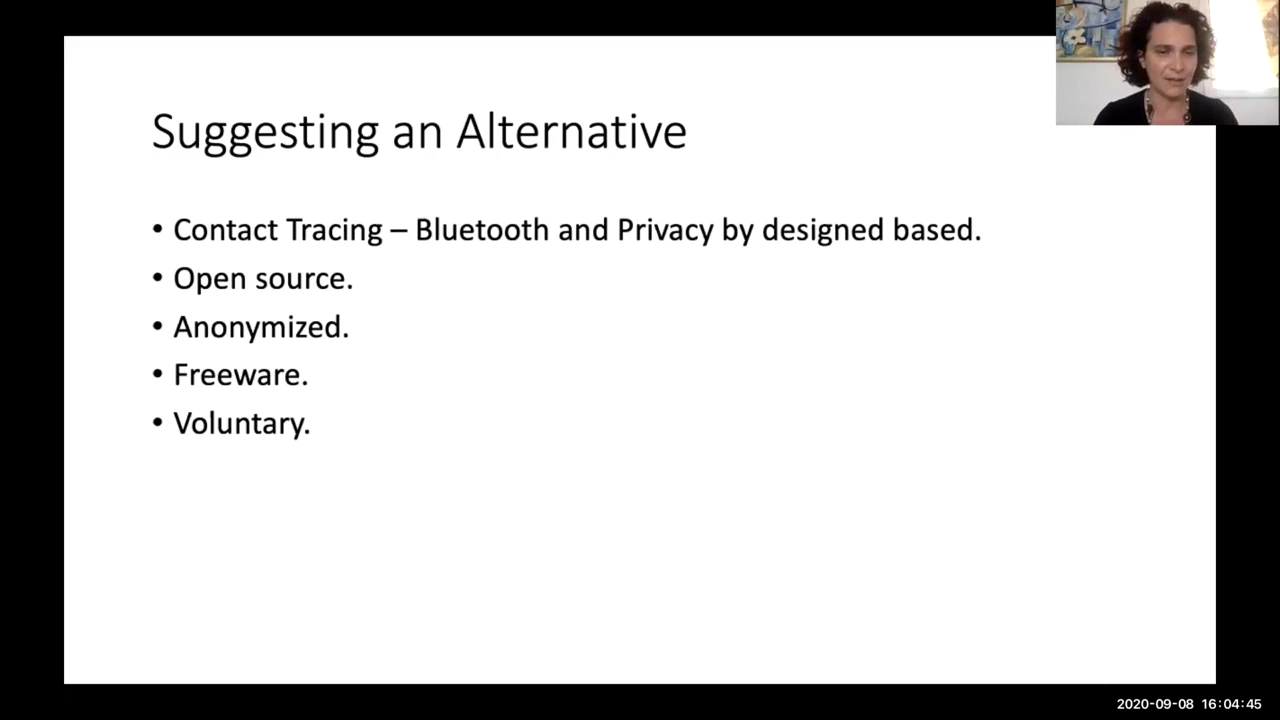 Suggesting an Alternative
• Contact Tracing – Bluetooth and Privacy by designed based.
• Open source.
• Anonymized.
• Freeware.
• Voluntary.
2020-09-08 16:04:45